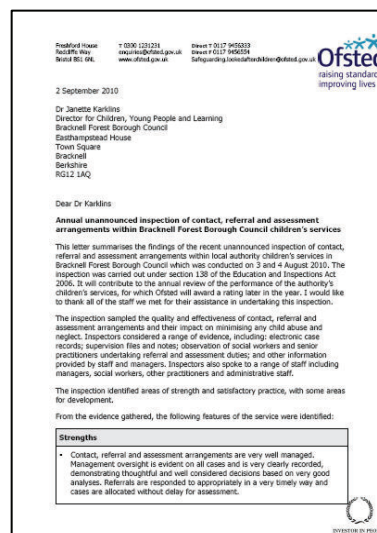 Freshford House
Redcliffe Way
Bristol BS1 6NL
T 0300 1231231
enquiries@ofsted.gov.uk
www.ofsted.gov.uk
Direct T 0117 9456333
Direct F 0117 9456554
Safeguarding.lookedafterchildren@ofsted.gov.uk
Ofsted
raising standards
improving lives
2 September 2010
Dr Janette Karklins
Director for Children, Young People and Learning
Bracknell Forest Borough Council
Easthampstead House
Town Square
Bracknell
Berkshire
RG12 1AQ
Dear Dr Karklins
Annual unannounced inspection of contact, referral and assessment
arrangements within Bracknell Forest Borough Council children's services
This letter summarises the findings of the recent unannounced inspection of contact,
referral and assessment arrangements within local authority children's services in
Bracknell Forest Borough Council which was conducted on 3 and 4 August 2010. The
inspection was carried out under section 138 of the Education and Inspections Act
2006. It will contribute to the annual review of the performance of the authority's
children's services, for which Ofsted will award a rating later in the year. I would like
to thank all of the staff we met for their assistance in undertaking this inspection.
The inspection sampled the quality and effectiveness of contact, referral and
assessment arrangements and their impact on minimising any child abuse and
neglect. Inspectors considered a range of evidence, including: electronic case
records; supervision files and notes; observation of social workers and senior
practitioners undertaking referral and assessment duties; and other information
provided by staff and managers. Inspectors also spoke to a range of staff including
managers, social workers, other practitioners and administrative staff.
The inspection identified areas of strength and satisfactory practice, with some areas
for development.
From the evidence gathered, the following features of the service were identified:
Strengths
▪ Contact, referral and assessment arrangements are very well managed.
Management oversight is evident on all cases and is very clearly recorded,
demonstrating thoughtful and well considered decisions based on very good
analyses. Referrals are responded to appropriately in a very timely way and
cases are allocated without delay for assessment.
INVESTOR IN PEOPLE